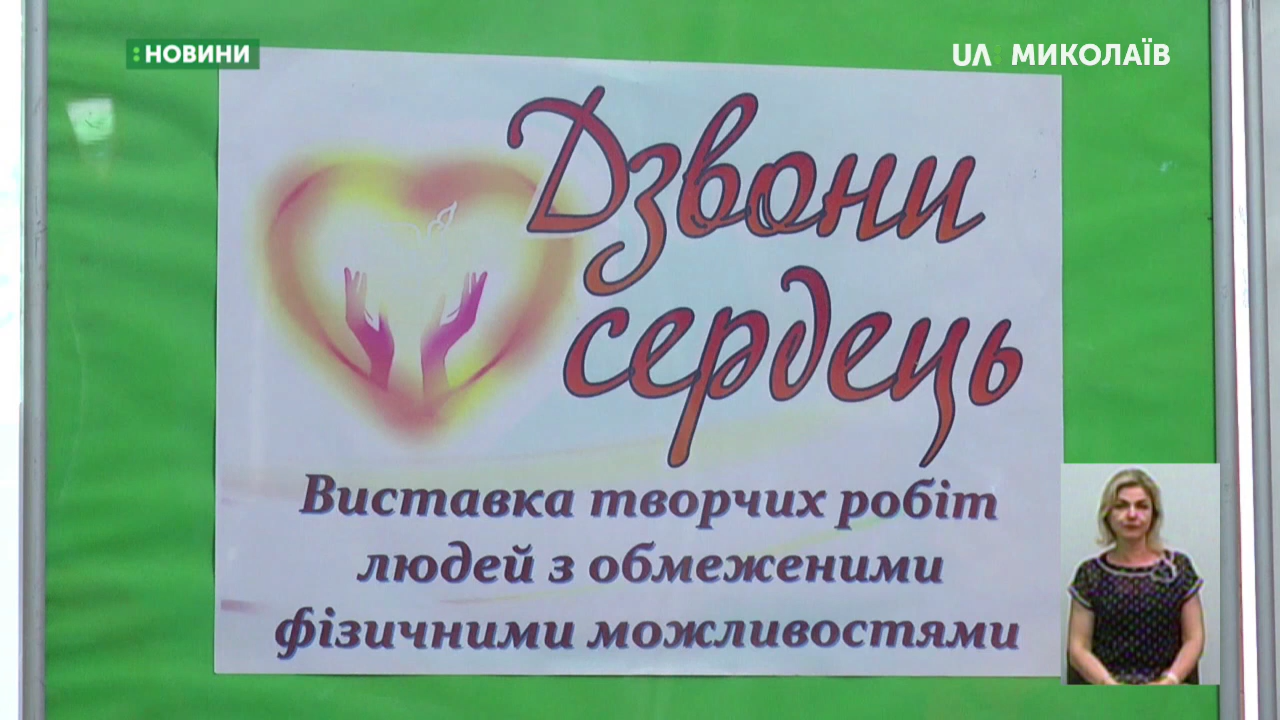 :НОВИНИ
UA: МИКОЛАЇВ
Дзвони
сердець
Виставка творчих робіт
людей з обмеженими
фізичними можливостями